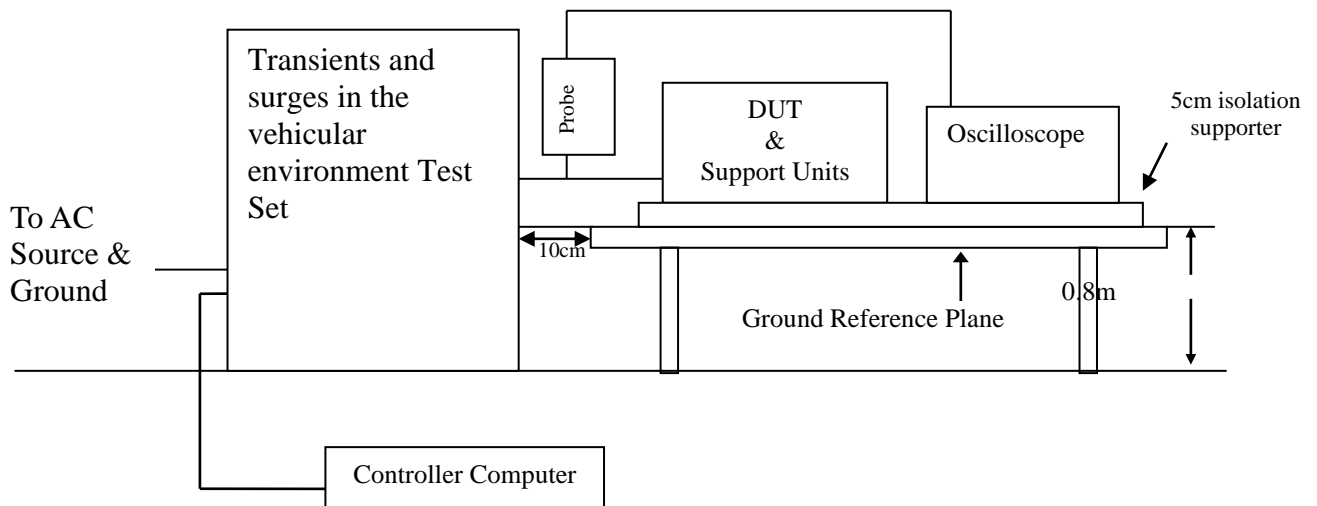 Transients and
surges in the
vehicular
environment Test
Set
Probe
DUT
&
Support Units
Oscilloscope
5cm isolation
supporter
To AC
Source &
Ground
10cm
0.8m
Ground Reference Plane
Controller Computer